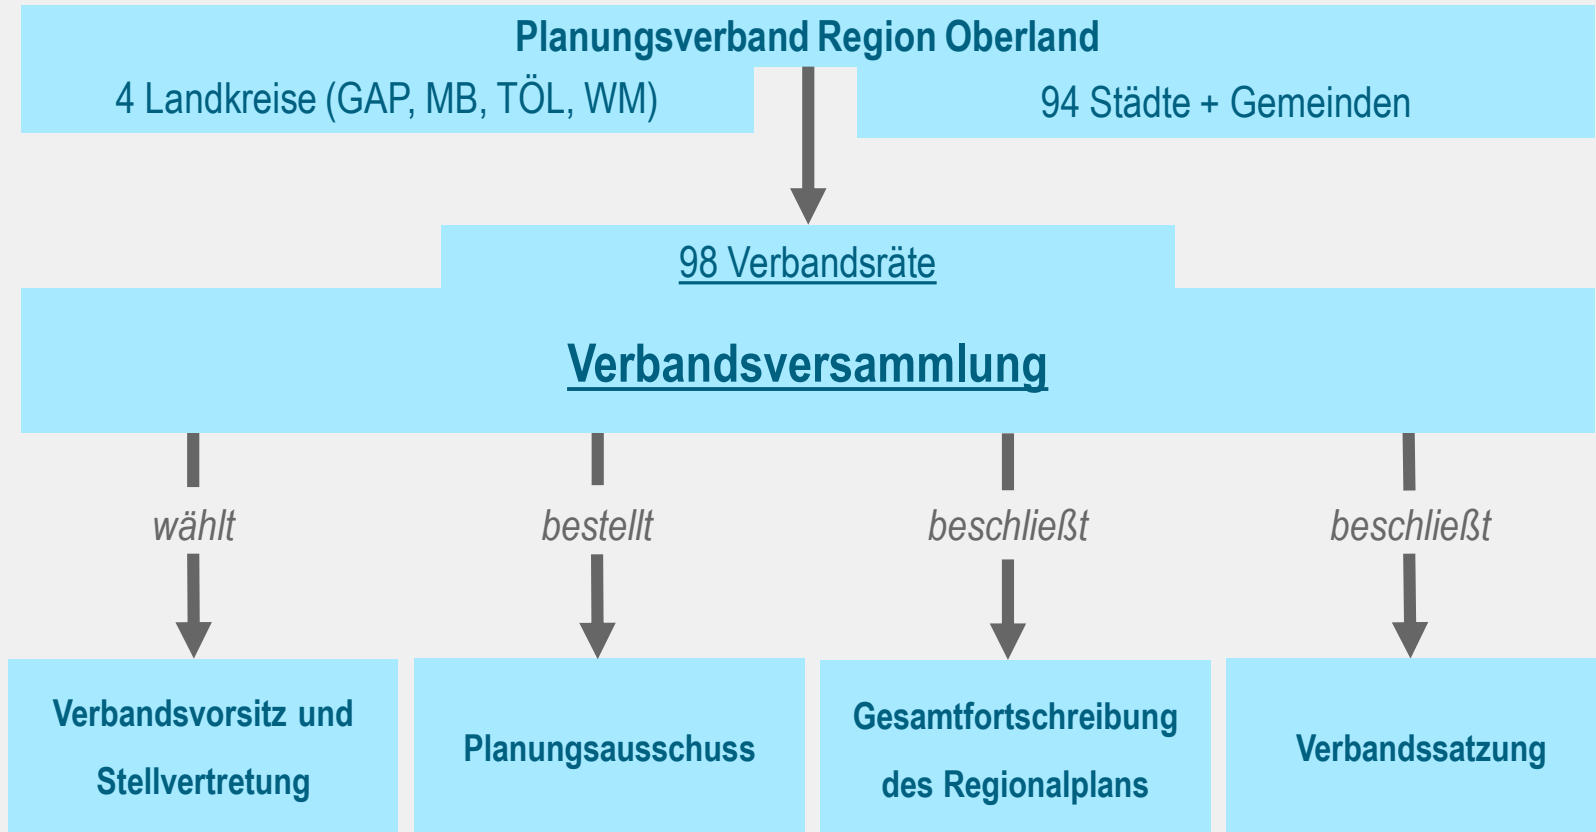 Planungsverband Region Oberland
4 Landkreise (GAP, MB, TÖL, WM)
94 Städte + Gemeinden
98 Verbandsräte
Verbandsversammlung
wählt
bestellt
beschließt
beschließt
Verbandsvorsitz und
Stellvertretung
Planungsausschuss
Gesamtfortschreibung
des Regionalplans
Verbandssatzung